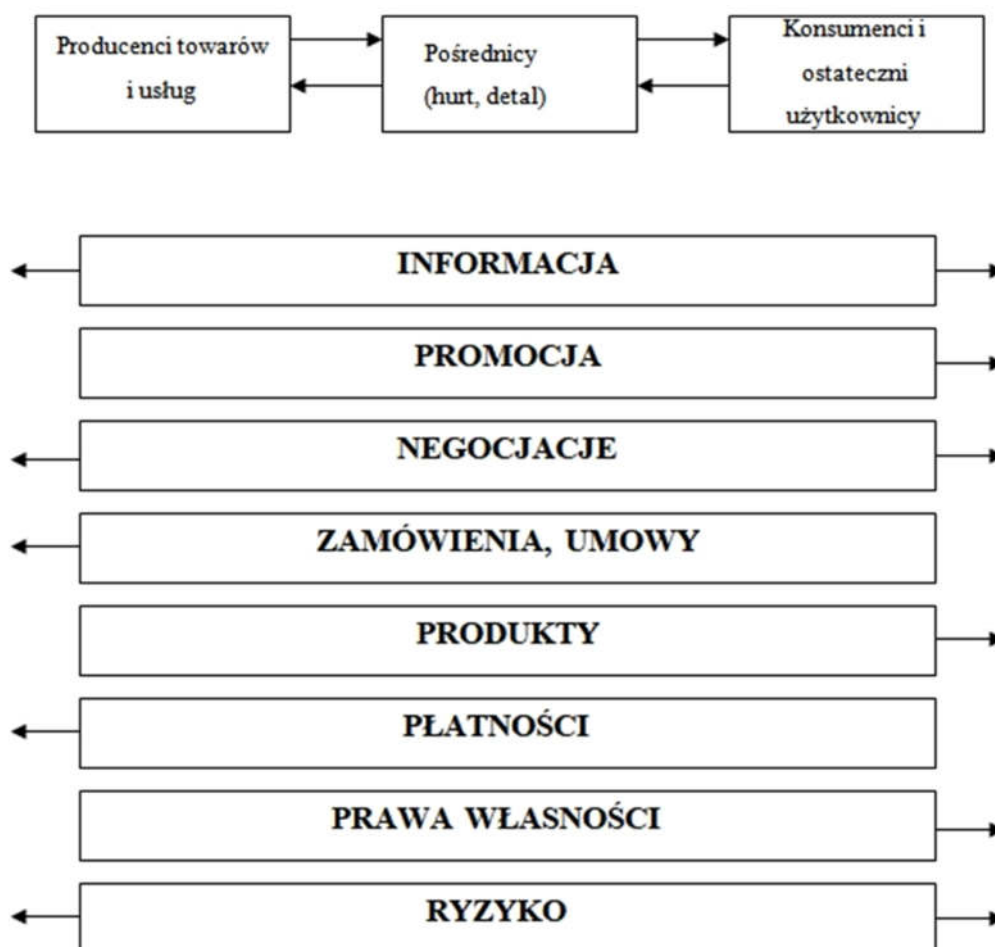 Producenci towarów
i usług
Pośrednicy
(hurt, detal)
Konsumenci i
ostateczni
użytkownicy
INFORMACJA
PROMOCJA
NEGOCJACJE
ZAMÓWIENIA, UMOWY
PRODUKTY
PŁATNOŚCI
PRAWA WŁASNOŚCI
RYZYKO